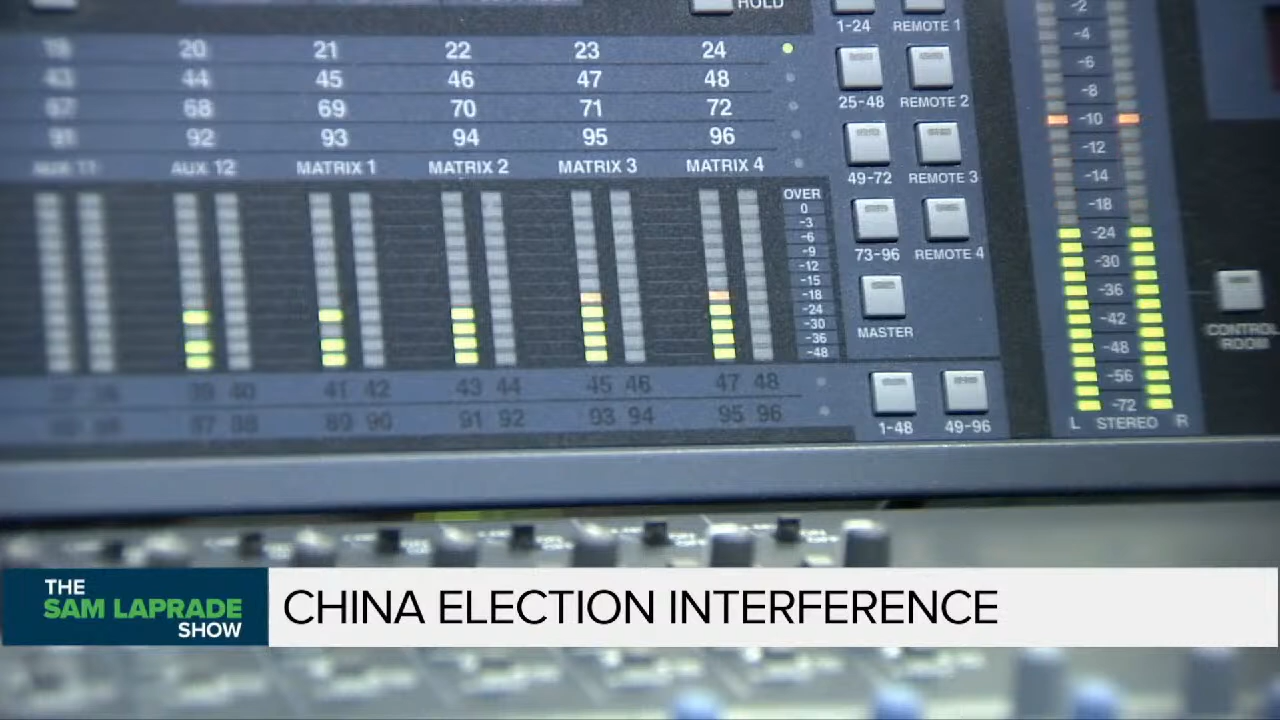 HOLD
19 20 21 22 23 24
43 44 45 46 47 48
67 68 69 70 71 72
91 92 93 94 95 96
AUX 11 AUX 12 MATRIX 1 MATRIX 2 MATRIX 3 MATRIX 4
OVER
0
-3
-6
-9
-12
-15
-18
-24
-30
-36
-48
39 40 41 42 43 44 45 46 47 48
87 88 89 90 91 92 93 94 95 96
1-24 REMOTE 1
25-48 REMOTE 2
49-72 REMOTE 3
73-96 REMOTE 4
MASTER
1-48 49-96
-2
-4
-6
-8
-10
-12
-14
-18
-24
-30
-36
-42
-48
-56
-72
L STEREO R
CONTROL
ROOM
THE
SAM LAPRADE
SHOW
CHINA ELECTION INTERFERENCE